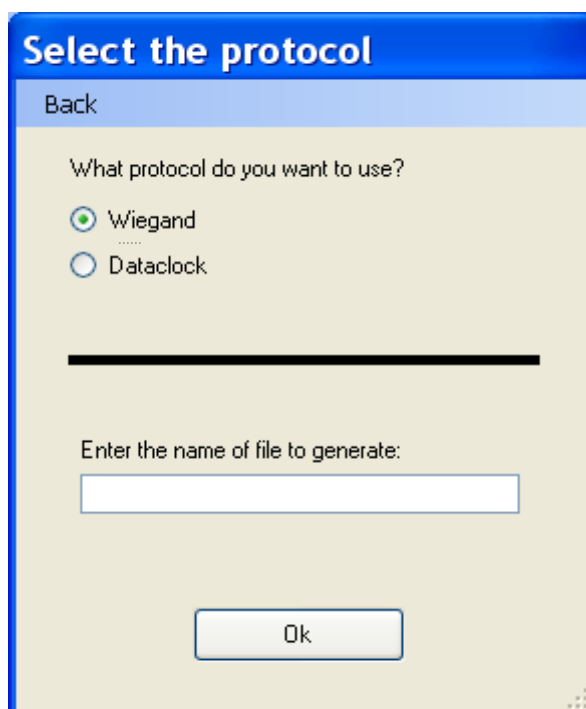 Select the protocol
Back
What protocol do you want to use?
Wiegand
Dataclock
Enter the name of file to generate:
Ok